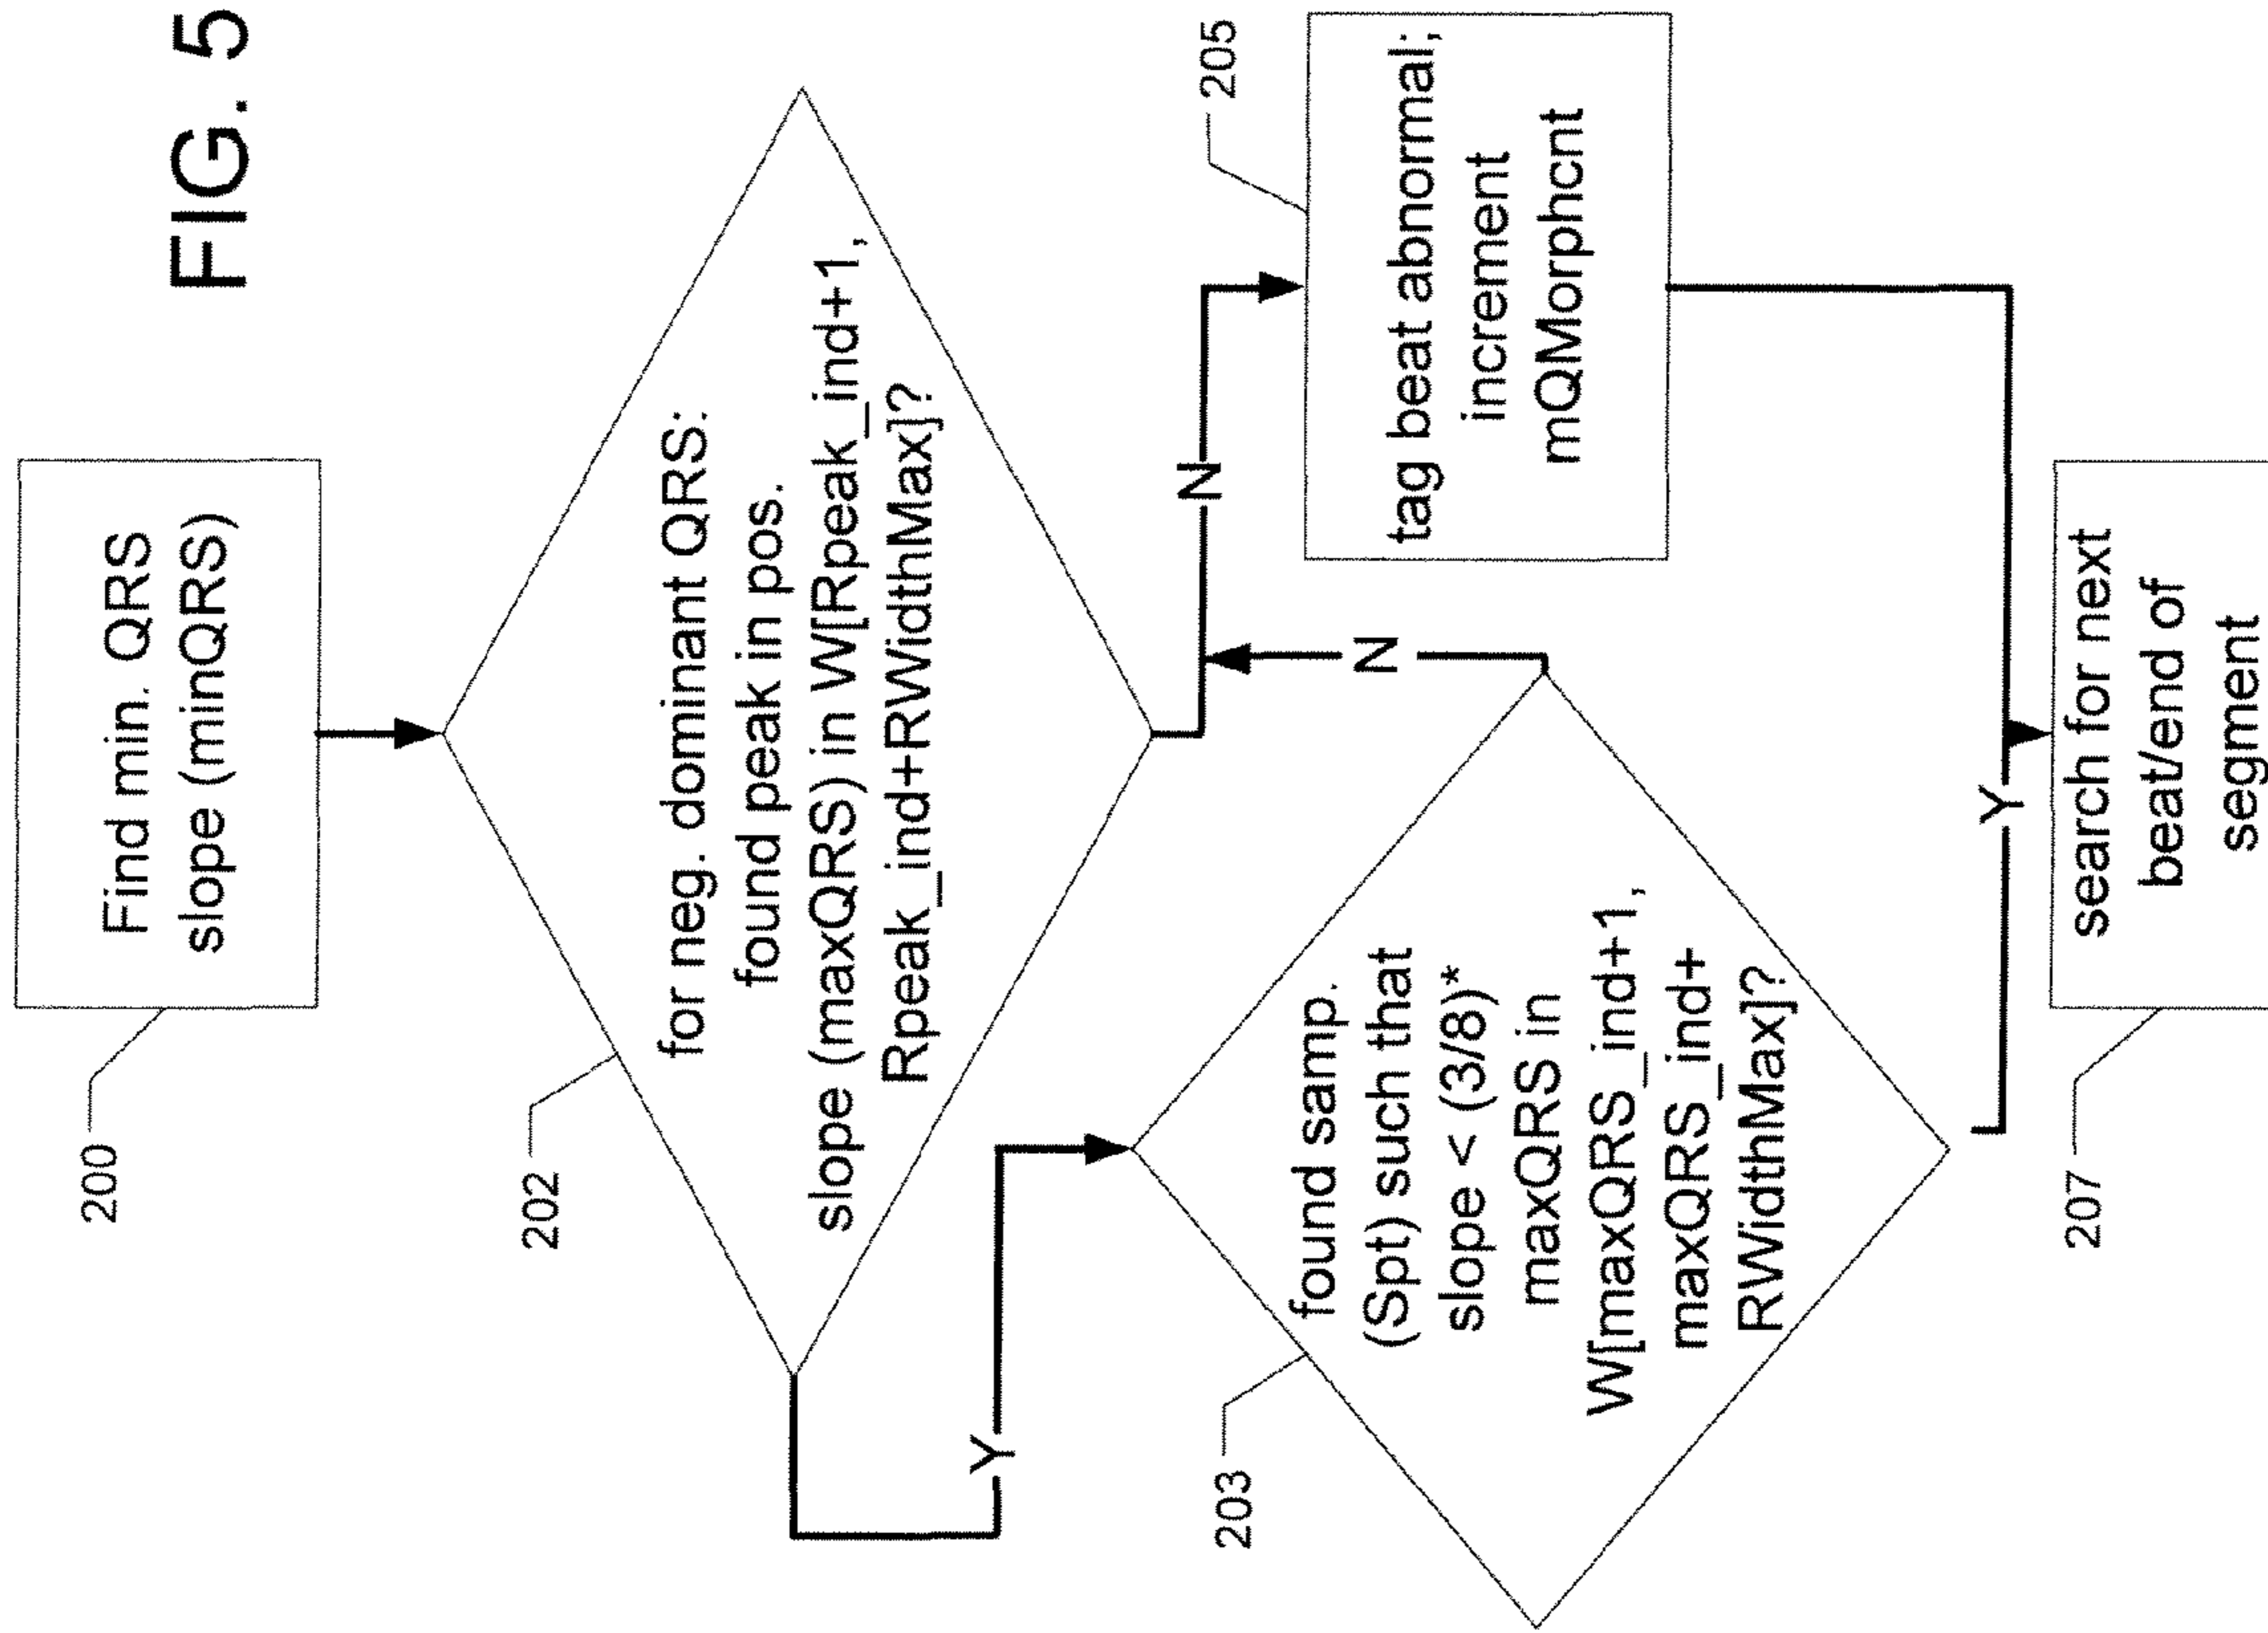 FIG. 5
200
Find min. QRS
slope (minQRS)
202
for neg. dominant QRS:
found peak in pos.
slope (maxQRS) in W[Rpeak_ind+1,
Rpeak_ind+RWidthMax]?
Y
N
203
found samp.
(Spt) such that
slope < (3/8)*
maxQRS in
W[maxQRS_ind+1,
maxQRS_ind+
RWidthMax]?
N
205
tag beat abnormal;
increment
mQMorphcnt
Y
207
search for next
beat/end of
segment